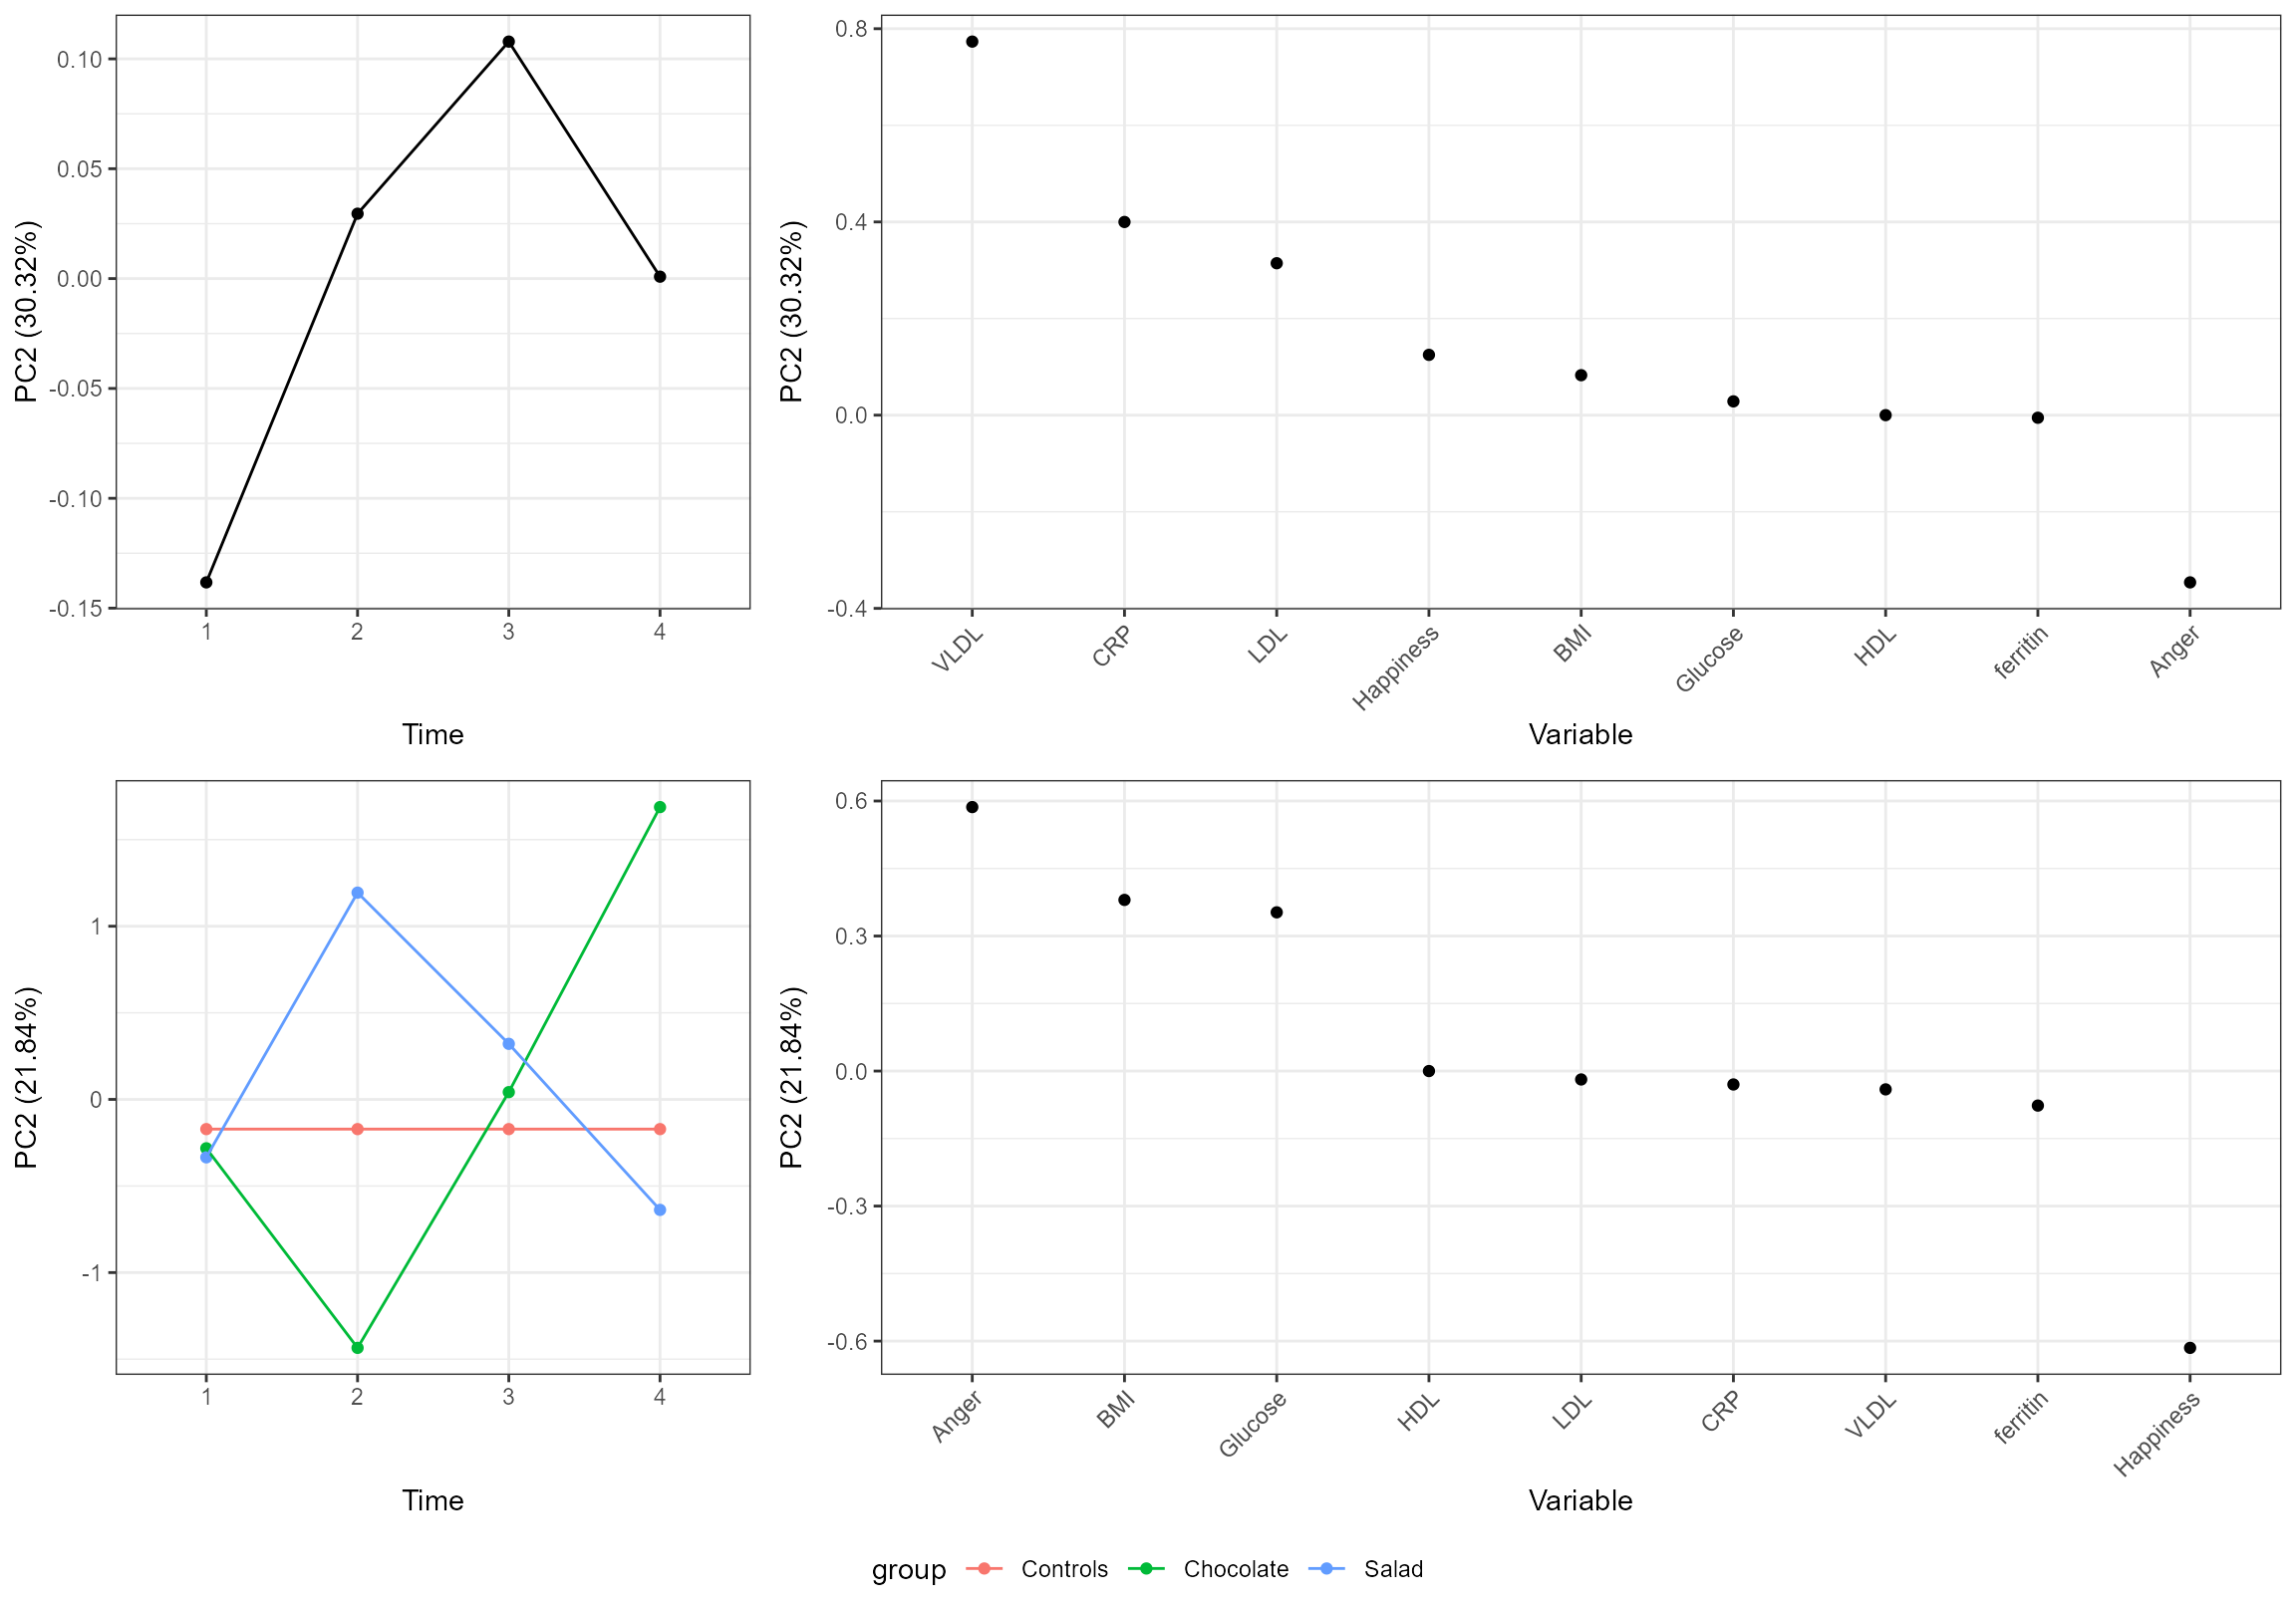 PC2 (30.32%)
0.10
0.05
0.00
-0.05
-0.10
-0.15
1 2 3 4
Time
PC2 (30.32%)
0.8
0.4
0.0
-0.4
VLDL CRP LDL Happiness BMI Glucose HDL ferritin Anger
Variable
PC2 (21.84%)
1
0
-1
1 2 3 4
Time
PC2 (21.84%)
0.6
0.3
0.0
-0.3
-0.6
Anger BMI Glucose HDL LDL CRP VLDL ferritin Happiness
Variable
group Controls Chocolate Salad